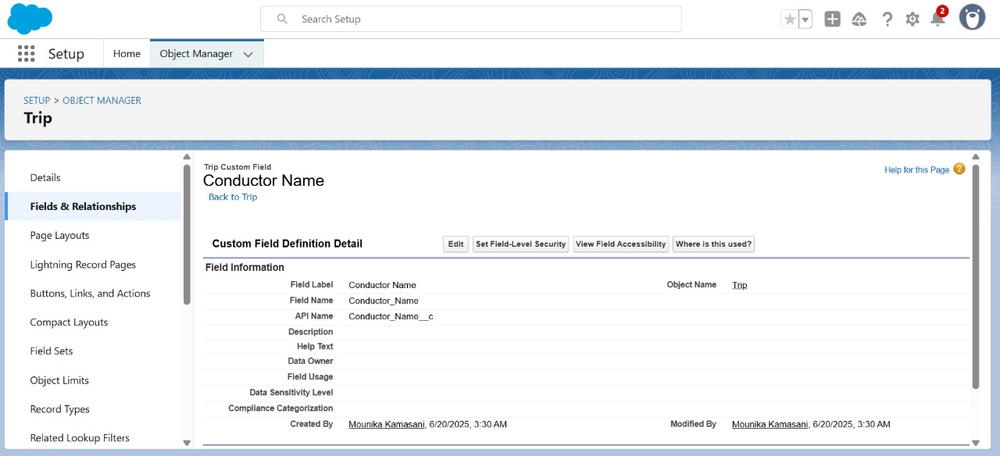 Search Setup
2
Setup
Home
Object Manager
SETUP > OBJECT MANAGER
Trip
Details
Fields & Relationships
Page Layouts
Lightning Record Pages
Buttons, Links, and Actions
Compact Layouts
Field Sets
Object Limits
Record Types
Related Lookup Filters
Trip Custom Field
Conductor Name
Back to Trip
Help for this Page ?
Custom Field Definition Detail Edit Set Field-Level Security View Field Accessibility Where is this used?
Field Information
Field Label Conductor Name Object Name Trip
Field Name Conductor_Name
API Name Conductor_Name__c
Description
Help Text
Data Owner
Field Usage
Data Sensitivity Level
Compliance Categorization
Created By Mounika Kamasani, 6/20/2025, 3:30 AM Modified By Mounika Kamasani, 6/20/2025, 3:30 AM